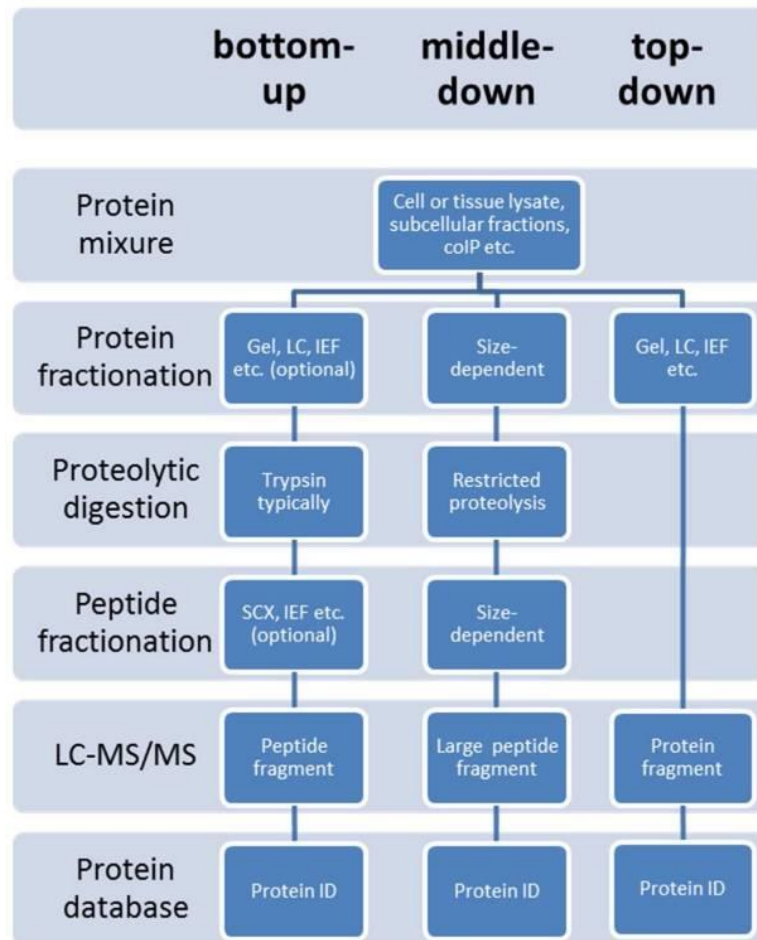 bottom-
up
middle-
down
top-
down
Protein
mixure
Cell or tissue lysate,
subcellular fractions,
coIP etc.
Protein
fractionation
Gel, LC, IEF
etc. (optional)
Size-
dependent
Gel, LC, IEF
etc.
Proteolytic
digestion
Trypsin
typically
Restricted
proteolysis
Peptide
fractionation
SCX, IEF etc.
(optional)
Size-
dependent
LC-MS/MS
Peptide
fragment
Large peptide
fragment
Protein
fragment
Protein
database
Protein ID
Protein ID
Protein ID